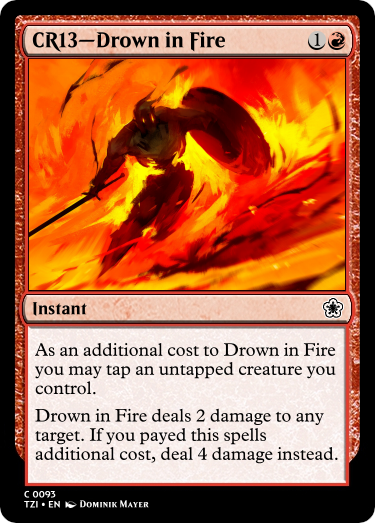 CR13—Drown in Fire 1
Instant
As an additional cost to Drown in Fire
you may tap an untapped creature you
control.
Drown in Fire deals 2 damage to any
target. If you payed this spells
additional cost, deal 4 damage instead.
C 0093
TZI • EN Dominik Mayer